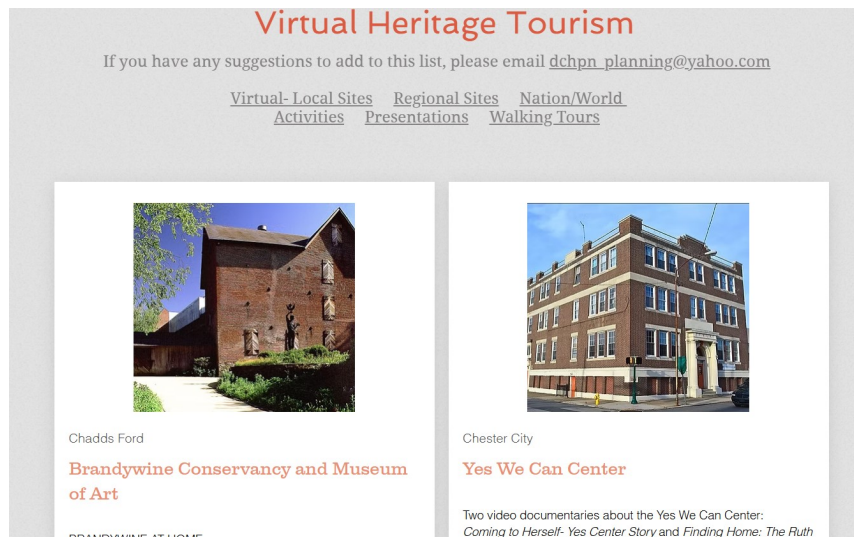 Virtual Heritage Tourism
If you have any suggestions to add to this list, please email dchpn_planning@yahoo.com
Virtual- Local Sites Regional Sites Nation/World
Activities Presentations Walking Tours
Chadds Ford
Brandywine Conservancy and Museum
of Art
BRANDYWINE AT HOME
Chester City
Yes We Can Center
Two video documentaries about the Yes We Can Center:
Coming to Herself- Yes Center Story and Finding Home: The Ruth